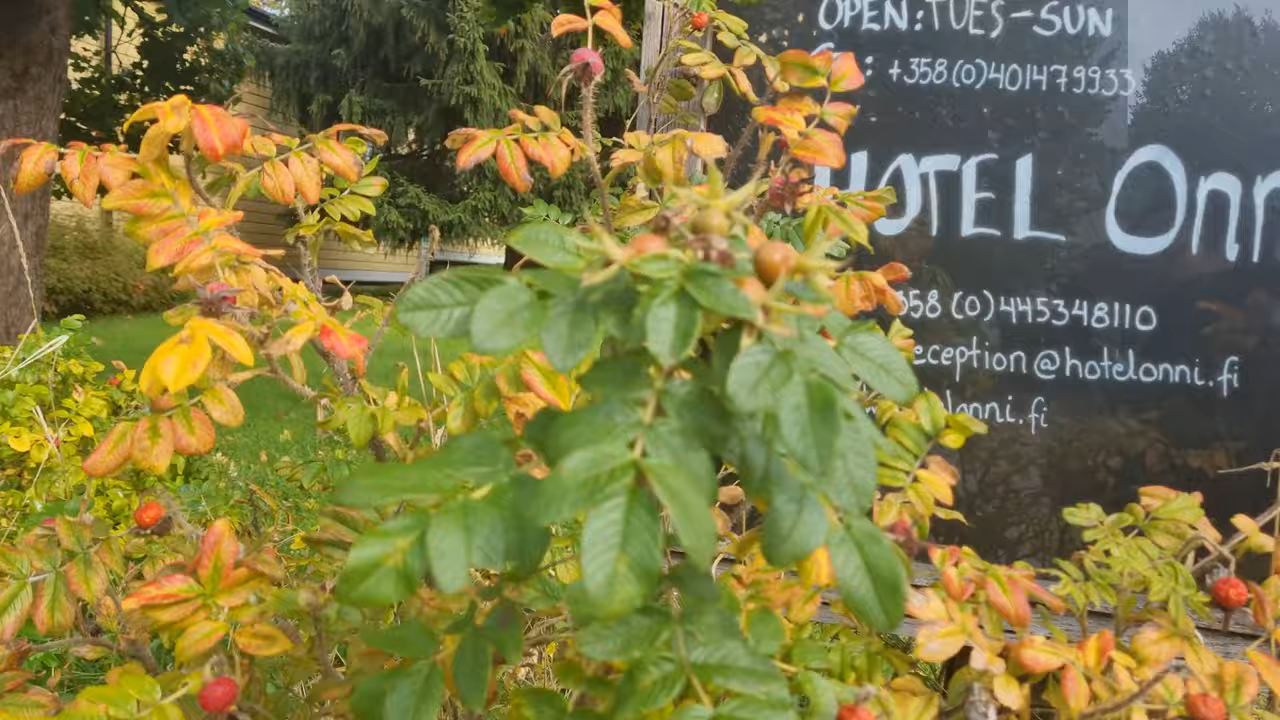 OPEN: TUES-SUN
: +358(0)401479933
HOTEL Onn
358 (0)445348110
eception@hotelonni.fi
lonni.fi